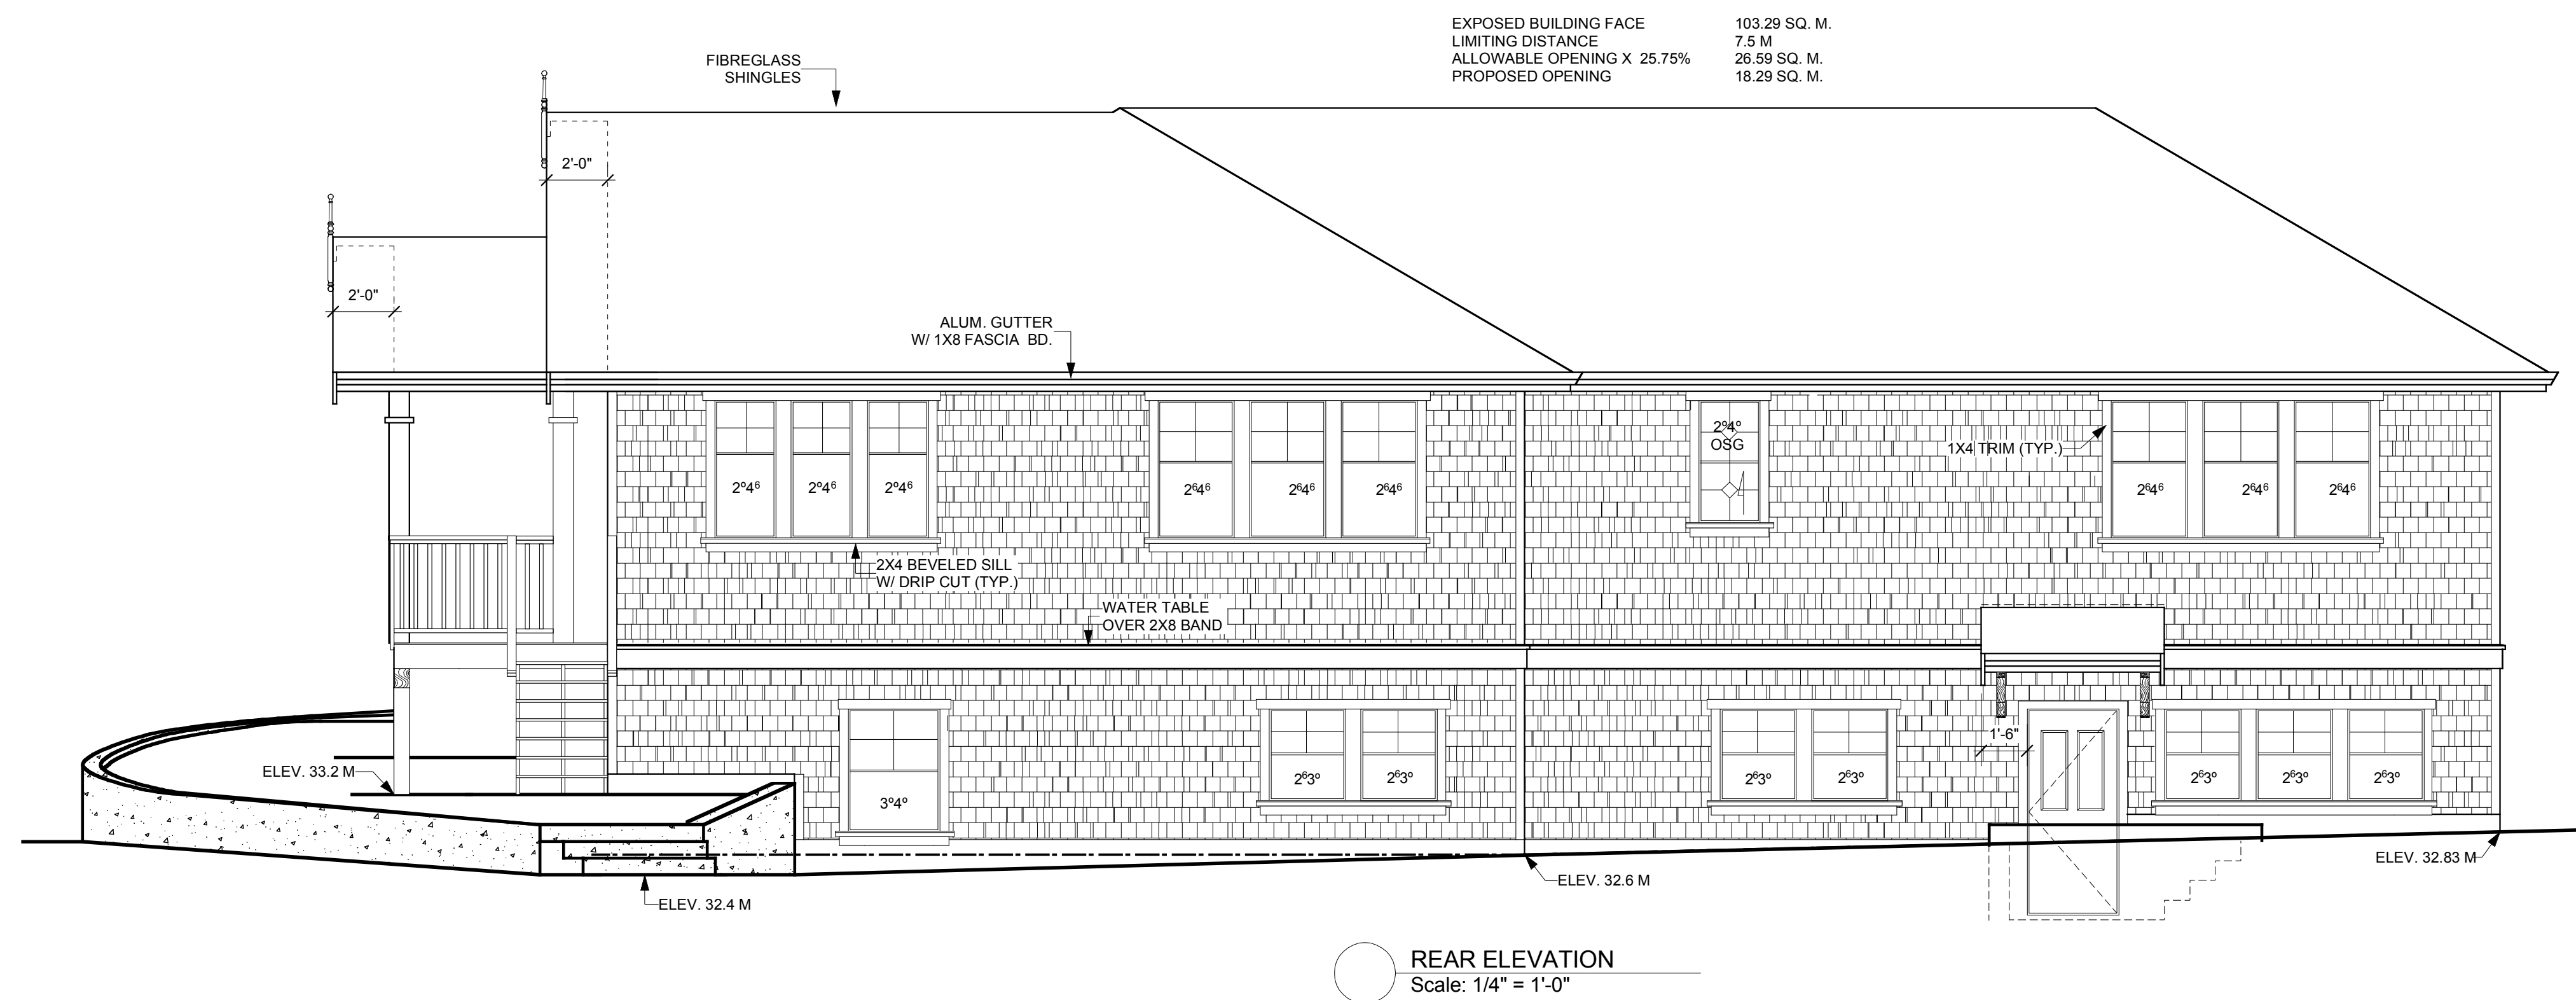 EXPOSED BUILDING FACE 103.29 SQ. M.
LIMITING DISTANCE 7.5 M
ALLOWABLE OPENING X 25.75% 26.59 SQ. M.
PROPOSED OPENING 18.29 SQ. M.
FIBREGLASS
SHINGLES
2'-0"
2'-0"
ALUM. GUTTER
W/ 1X8 FASCIA BD.
2⁰4⁰
OSG
1X4 TRIM (TYP.)
2⁰4⁶ 2⁰4⁶ 2⁰4⁶ 2⁶4⁶ 2⁶4⁶ 2⁶4⁶ 2⁶4⁶ 2⁶4⁶ 2⁶4⁶
2X4 BEVELED SILL
W/ DRIP CUT (TYP.)
WATER TABLE
OVER 2X8 BAND
1'-6"
ELEV. 33.2 M
3⁰4⁰ 2⁶3⁰ 2⁶3⁰ 2⁶3⁰ 2⁶3⁰ 2⁶3⁰ 2⁶3⁰ 2⁶3⁰
ELEV. 32.83 M
ELEV. 32.6 M
ELEV. 32.4 M
REAR ELEVATION
Scale: 1/4" = 1'-0"